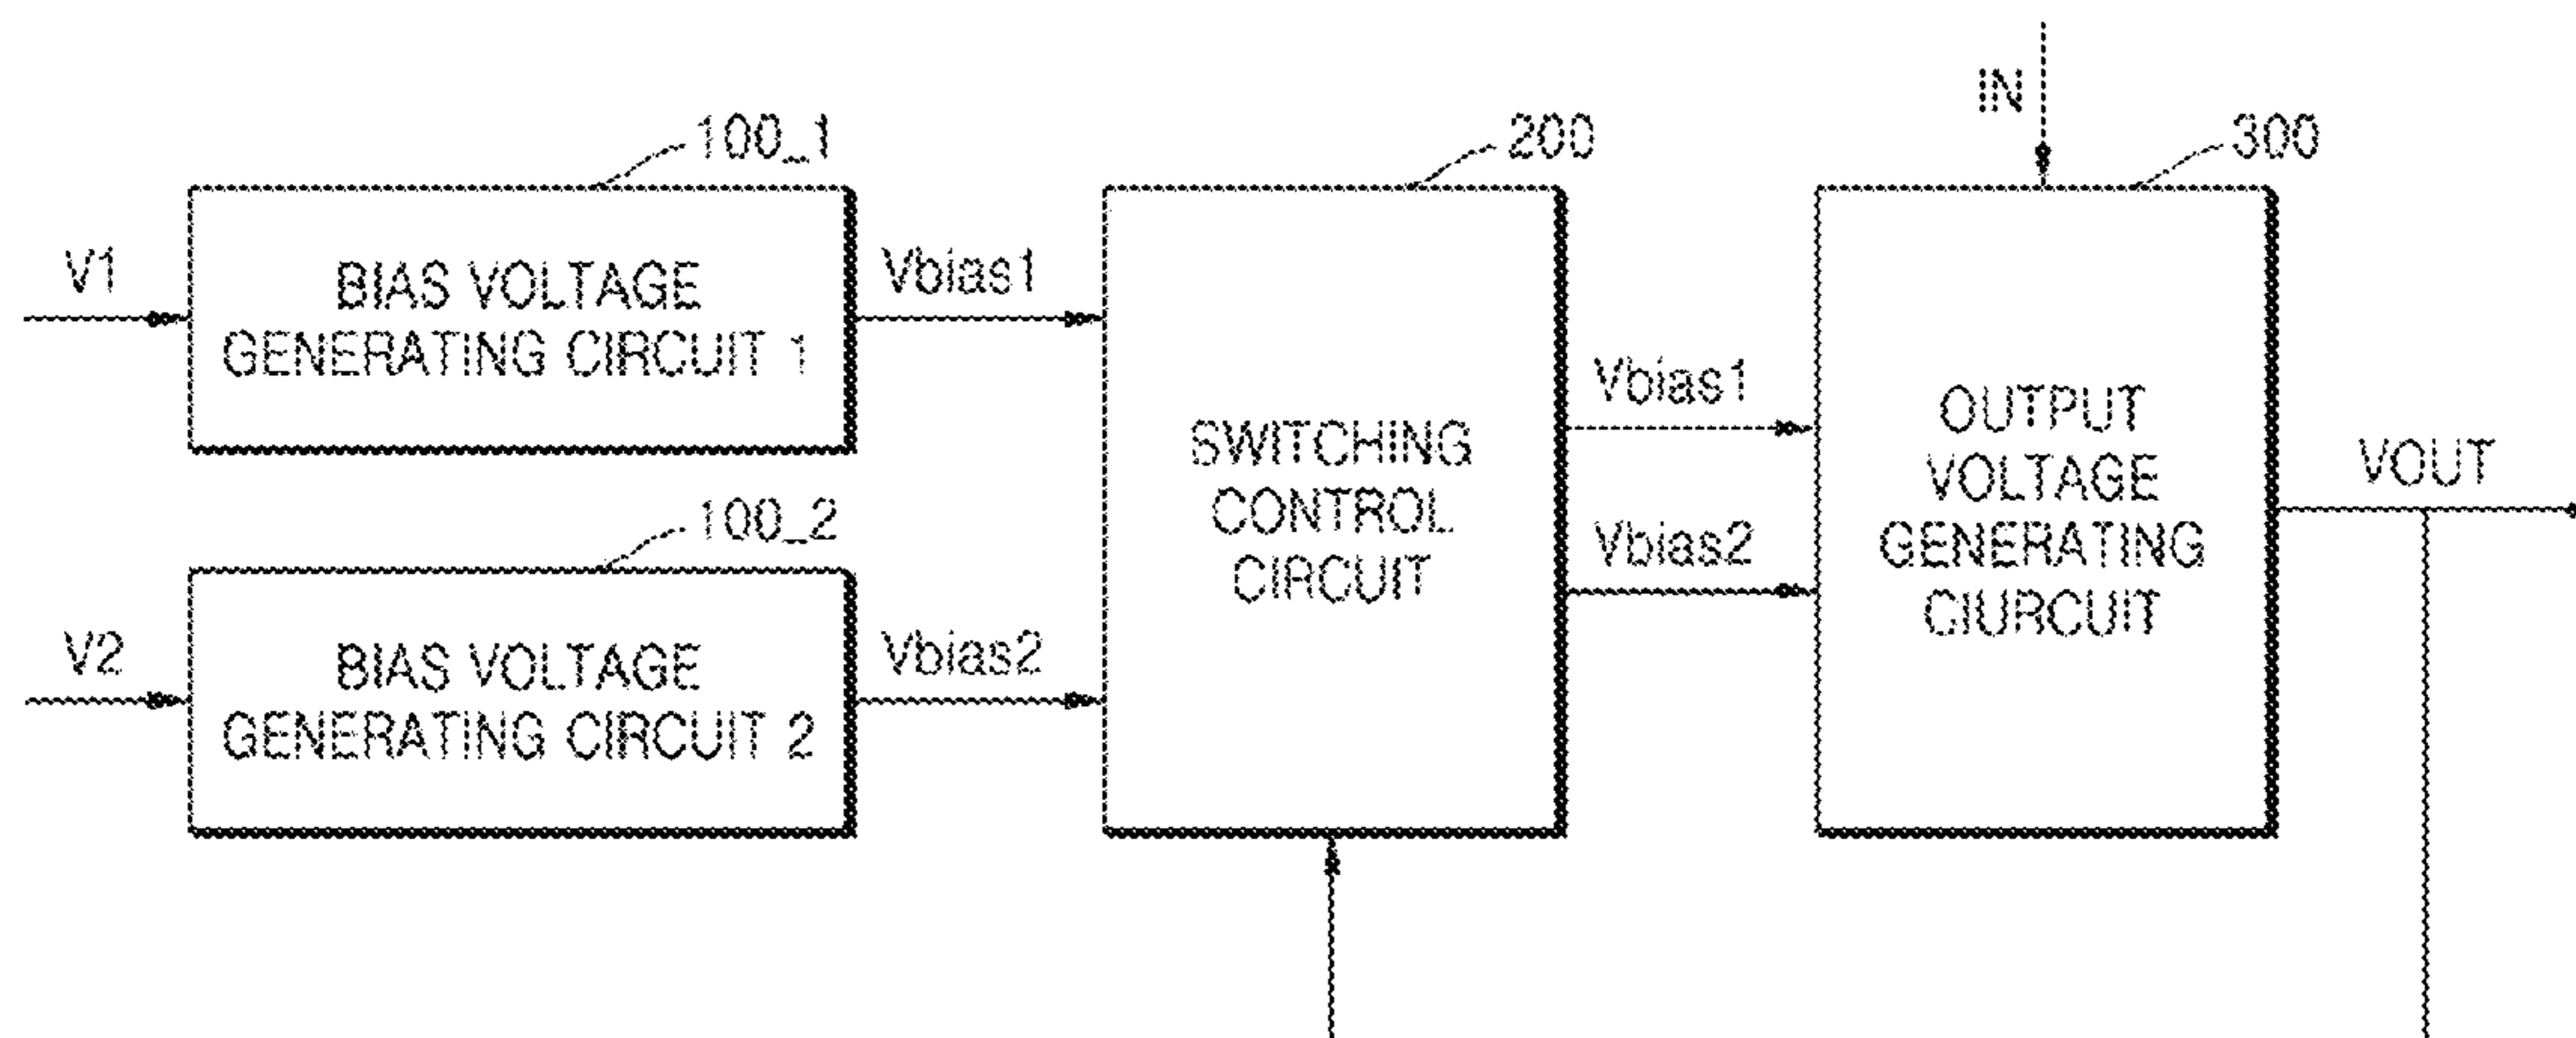 IN
100_1
200
300
V1
BIAS VOLTAGE
GENERATING CIRCUIT 1
Vbias1
Vbias1
SWITCHING
CONTROL
CIRCUIT
OUTPUT
VOLTAGE
GENERATING
CIURCUIT
VOUT
100_2
Vbias2
V2
BIAS VOLTAGE
GENERATING CIRCUIT 2
Vbias2